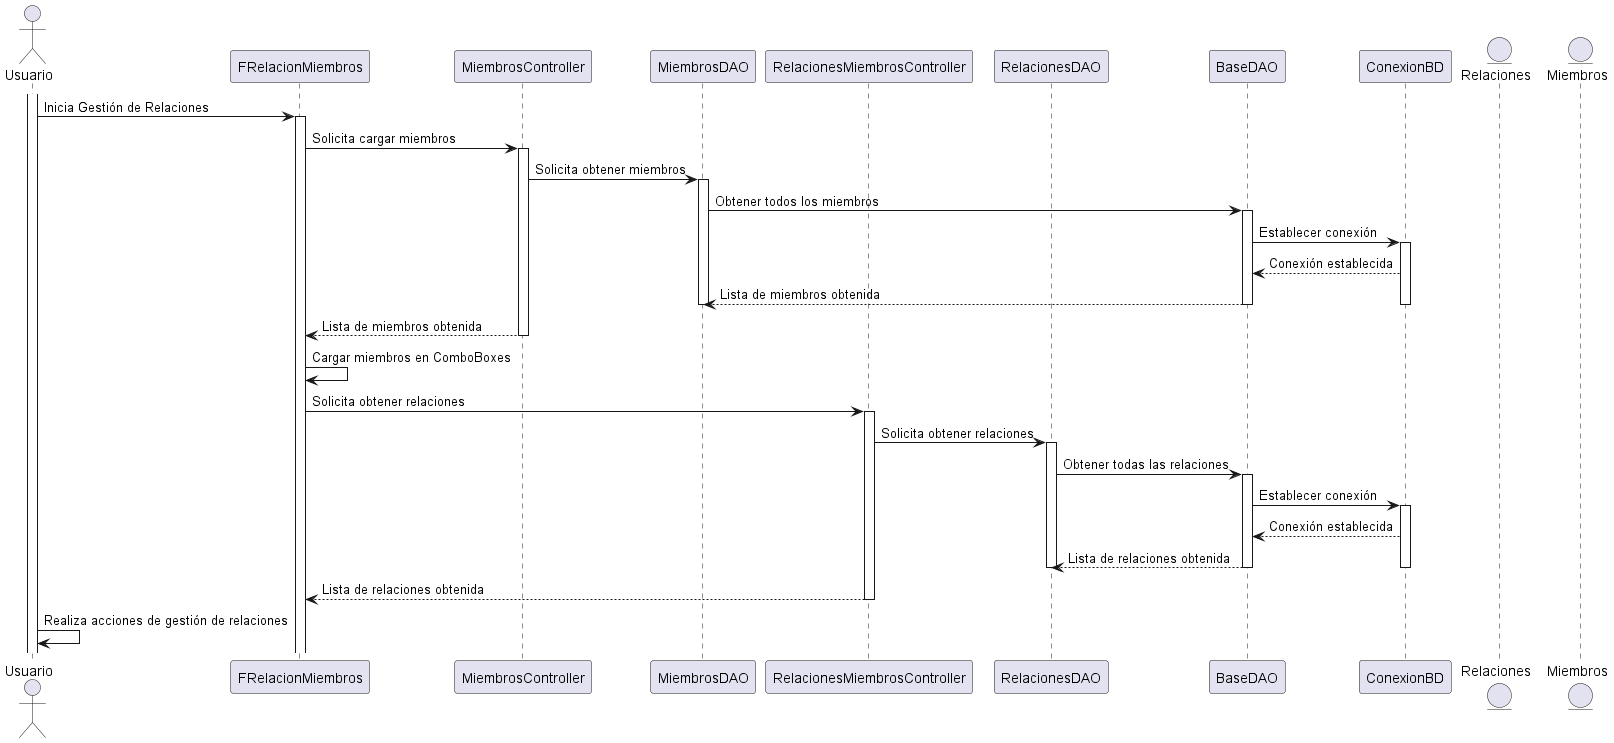 Usuario
FRelacionMiembros
MiembrosController
MiembrosDAO
RelacionesMiembrosController
RelacionesDAO
BaseDAO
ConexionBD
Relaciones
Miembros
Inicia Gestión de Relaciones
Solicita cargar miembros
Solicita obtener miembros
Obtener todos los miembros
Establecer conexión
Conexión establecida
Lista de miembros obtenida
Lista de miembros obtenida
Cargar miembros en ComboBoxes
Solicita obtener relaciones
Solicita obtener relaciones
Obtener todas las relaciones
Establecer conexión
Conexión establecida
Lista de relaciones obtenida
Lista de relaciones obtenida
Realiza acciones de gestión de relaciones
Usuario
FRelacionMiembros
MiembrosController
MiembrosDAO
RelacionesMiembrosController
RelacionesDAO
BaseDAO
ConexionBD
Relaciones
Miembros